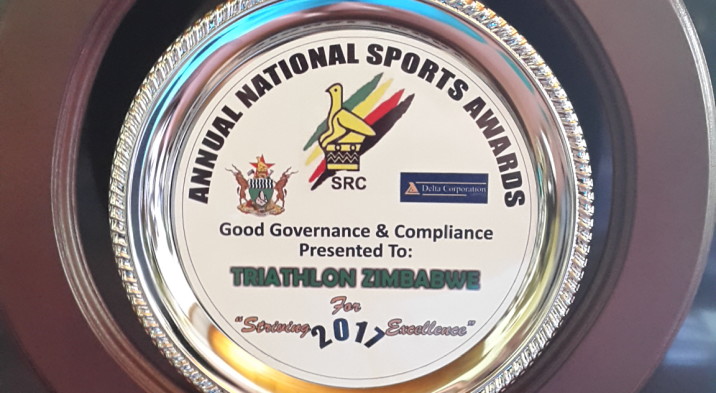 ANNUAL NATIONAL SPORTS AWARDS
SRC
Delta Corporation
Good Governance & Compliance
Presented To:
TRIATHLON ZIMBABWE
For
"Striving Excellence"
2017